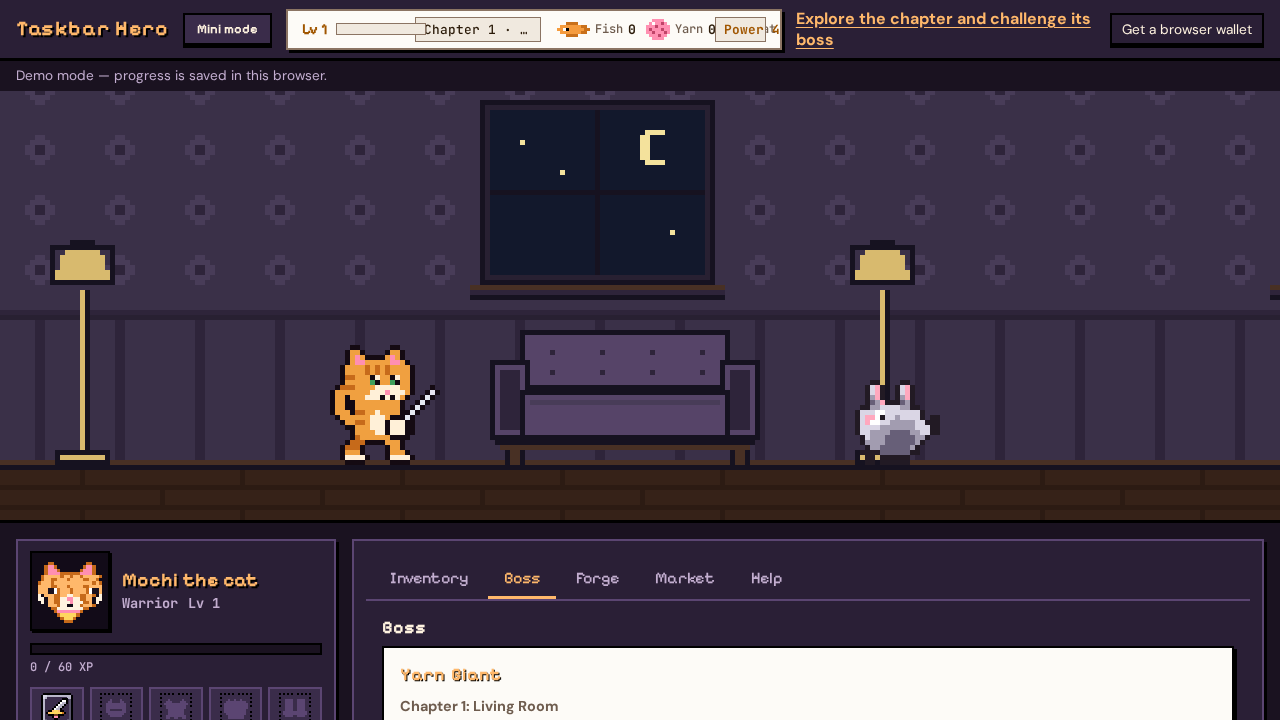 Taskbar Hero
Mini mode
Lv 1
Chapter 1 · …
Fish 0
Yarn 0
Power
Explore the chapter and challenge its
boss
Get a browser wallet
Demo mode — progress is saved in this browser.
Mochi the cat
Warrior Lv 1
0 / 60 XP
Inventory
Boss
Forge
Market
Help
Boss
Yarn Giant
Chapter 1: Living Room